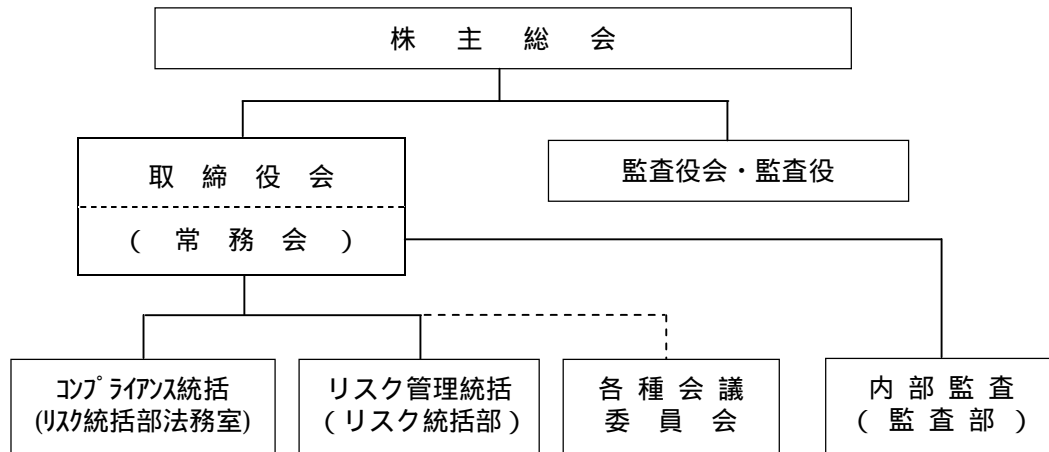 株主総会
取締役会
監査役会・監査役
(常務会)
コンプライアンス統括
(リスク統括部法務室)
リスク管理統括
(リスク統括部)
各種会議
委員会
内部監査
(監査部)